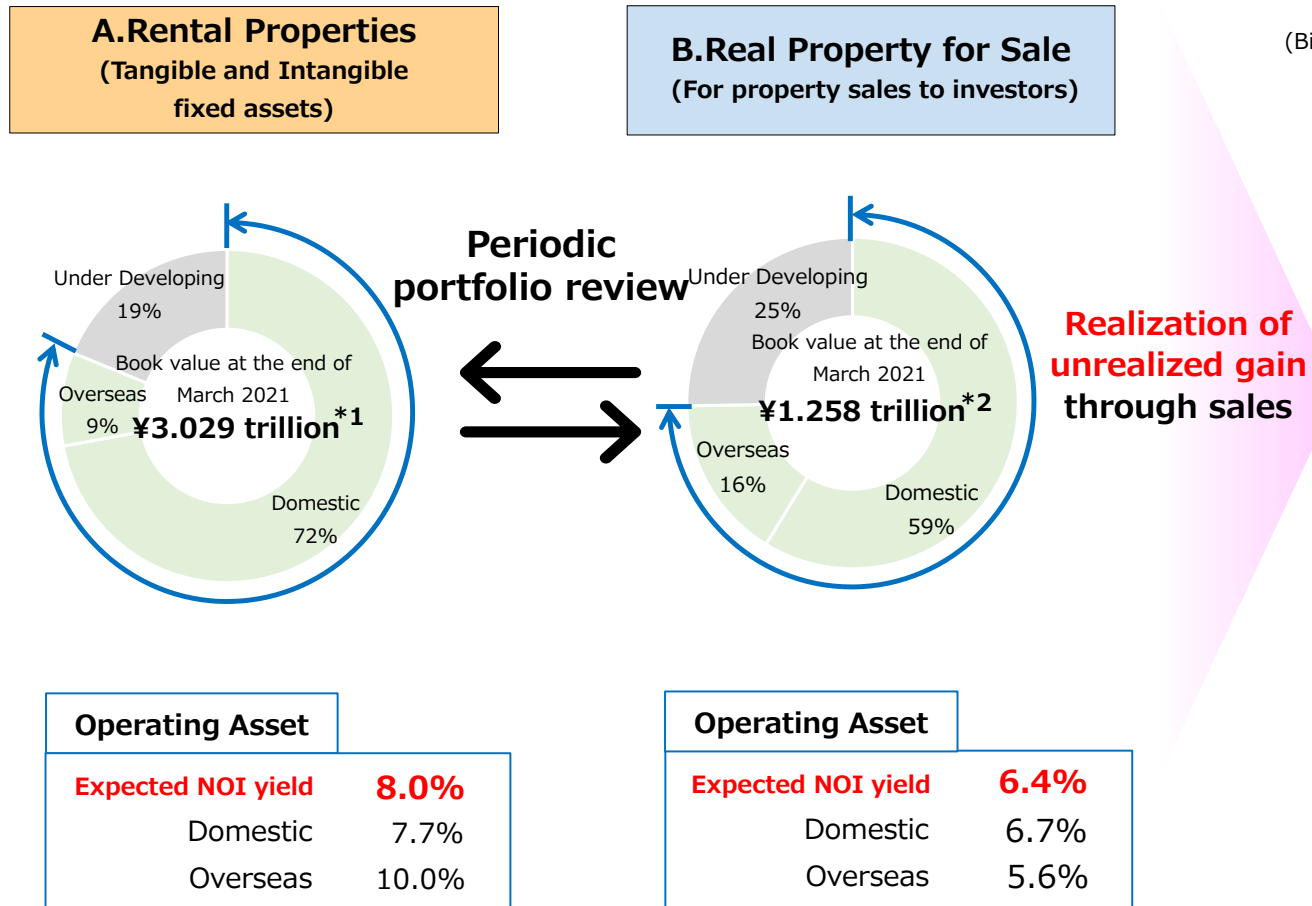 A.Rental Properties
(Tangible and Intangible
fixed assets)
B.Real Property for Sale
(For property sales to investors)
(Bi
Periodic
portfolio review
Under Developing
19%
Book value at the end of
March 2021
¥3.029 trillion*1
Overseas
9%
Domestic
72%
Under Developing
25%
Book value at the end of
March 2021
¥1.258 trillion*2
Overseas
16%
Domestic
59%
Realization of
unrealized gain
through sales
Operating Asset
Expected NOI yield 8.0%
Domestic 7.7%
Overseas 10.0%
Operating Asset
Expected NOI yield 6.4%
Domestic 6.7%
Overseas 5.6%